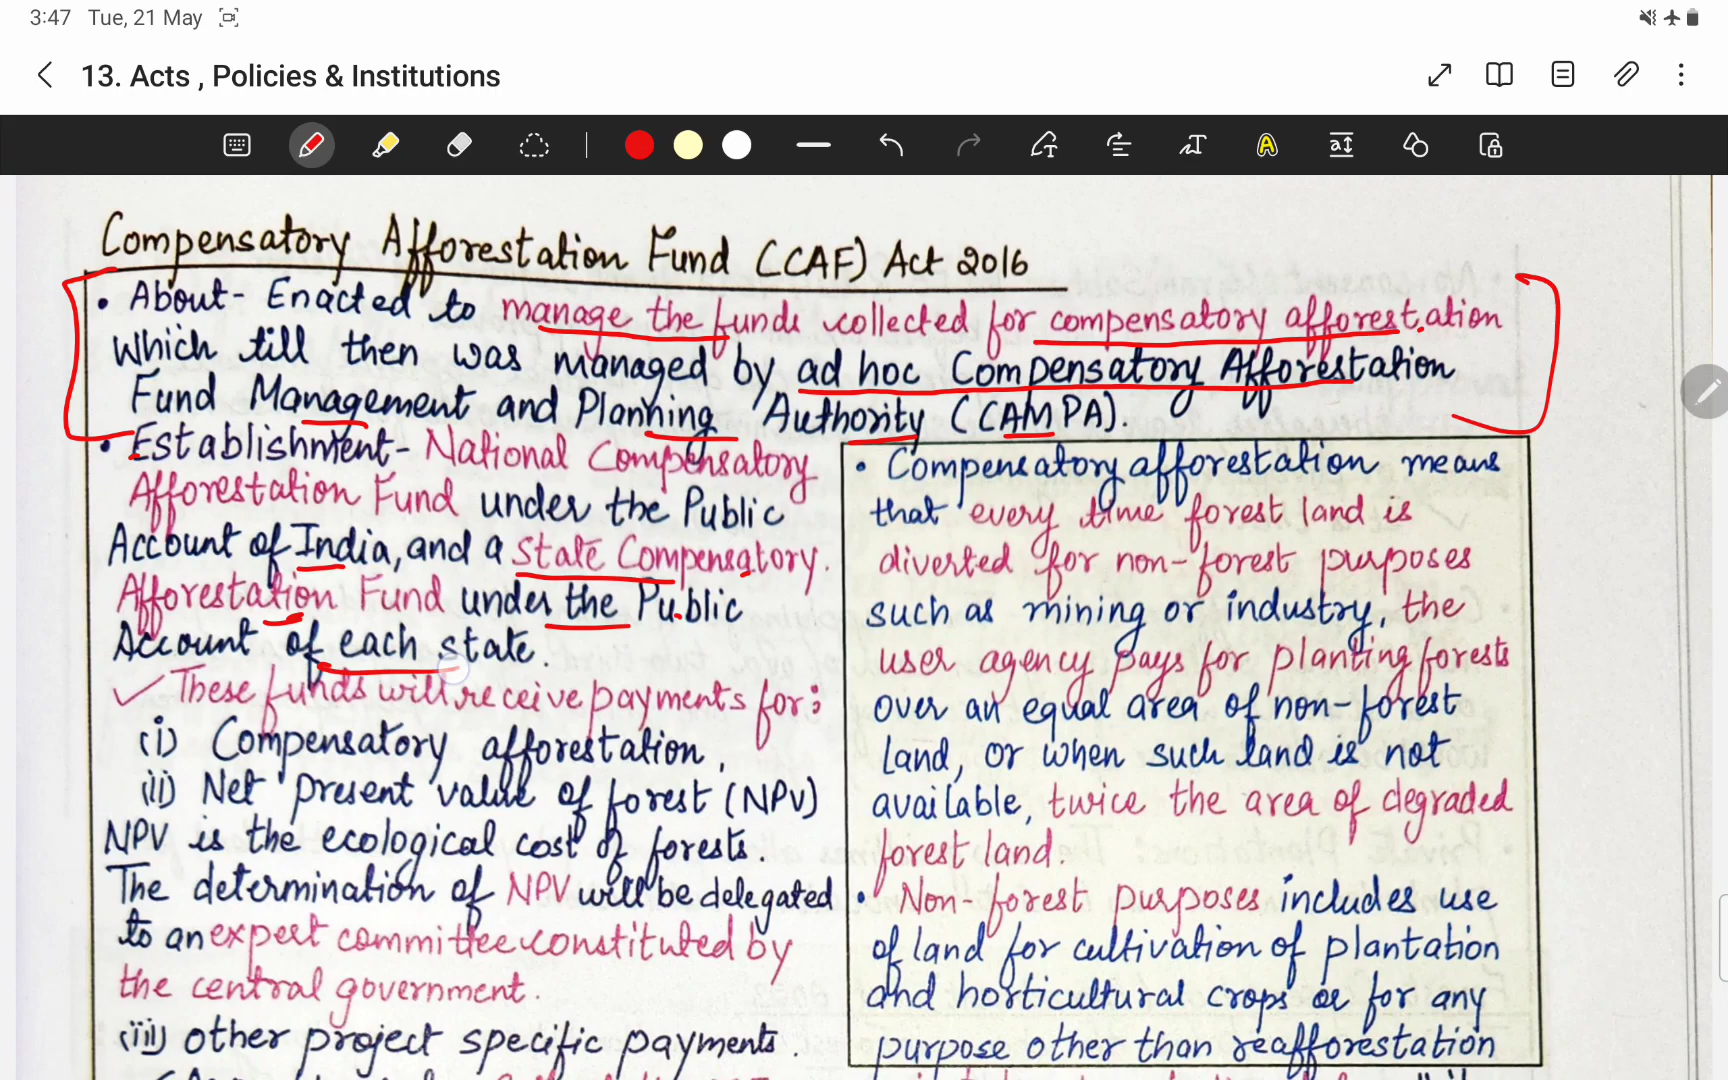 3:47 Tue, 21 May
13. Acts , Policies & Institutions
Compensatory Afforestation Fund (CCAF) Act 2016
• About- Enacted to manage the funds collected for compensatory afforestation
Which till then was managed by ad hoc Compensatory Afforestation
Fund Management and Planning Authority (CCAMPA).
• Establishment- National Compensatory
Afforestation Fund under the Public
Account of India, and a State Compensatory.
Afforestation Fund under the Public
Account of each state.
✓ These funds will receive payments for:
(i) Compensatory afforestation,
(ii) Net present value of forest (NPV)
NPV is the ecological cost of forests.
The determination of NPV will be delegated
to an expert committee constituted by
the central government.
(iii) other project specific payments.
• Compensatory afforestation means
that every time forest land is
diverted for non-forest purposes
such as mining or industry, the
user agency pays for planting forests
over an equal area of non-forest
land, or when such land is not
available, twice the area of degraded
forest land.
• Non-forest purposes includes use
of land for cultivation of plantation
and horticultural crops or for any
purpose other than reafforestation